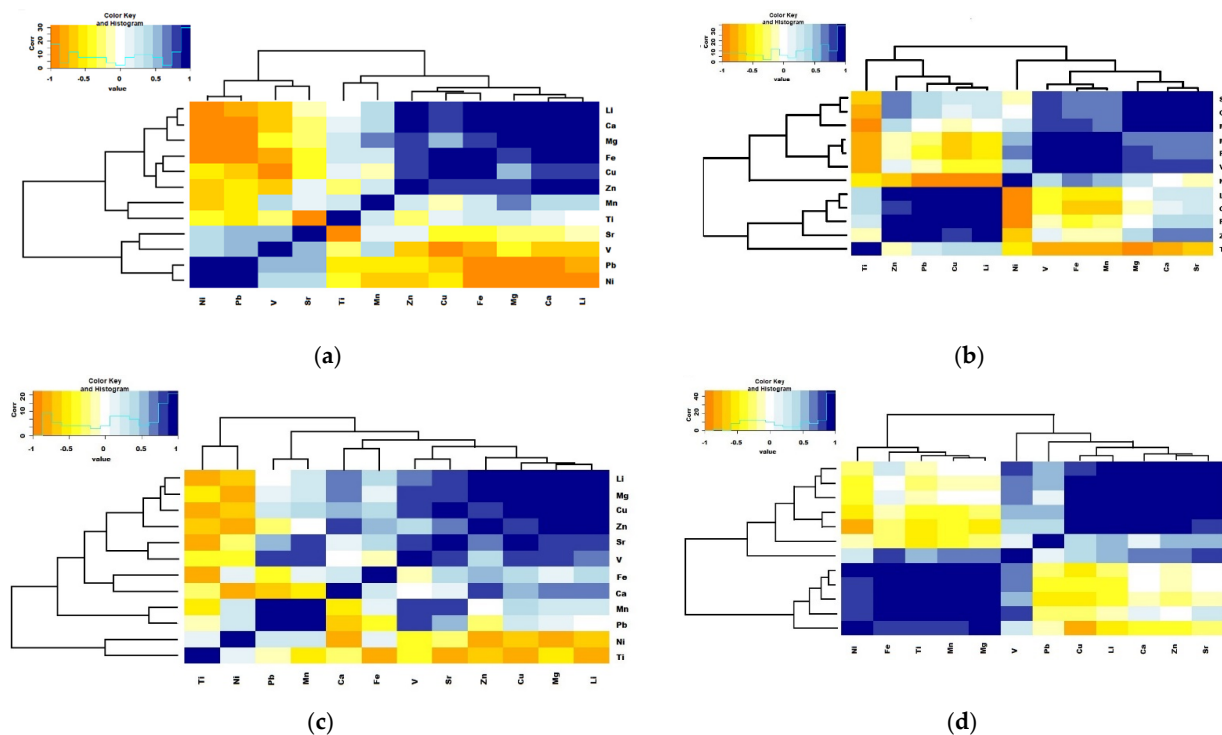 Color Key
and Histogram
Corr
0 10 30
-1 -0.5 0 0.5 1
value
Li
Ca
Mg
Fe
Cu
Zn
Mn
Ti
Sr
V
Pb
Ni
Ni Pb V Sr Ti Mn Zn Cu Fe Mg Ca Li
(a)
Color Key
and Histogram
Corr
0 10 30
-1 -0.5 0 0.5 1
value
V
Ti Zn Pb Cu Li Ni V Fe Mn Mg Ca Sr
(b)
Color Key
and Histogram
Corr
0 10 20
-1 -0.5 0 0.5 1
value
Li
Mg
Cu
Zn
Sr
V
Fe
Ca
Mn
Pb
Ni
Ti
Ti Ni Pb Mn Ca Fe V Sr Zn Cu Mg Li
(c)
Color Key
and Histogram
Corr
0 20 40
-1 -0.5 0 0.5 1
value
Ni Fe Ti Mn Mg V Pb Cu Li Ca Zn Sr
(d)